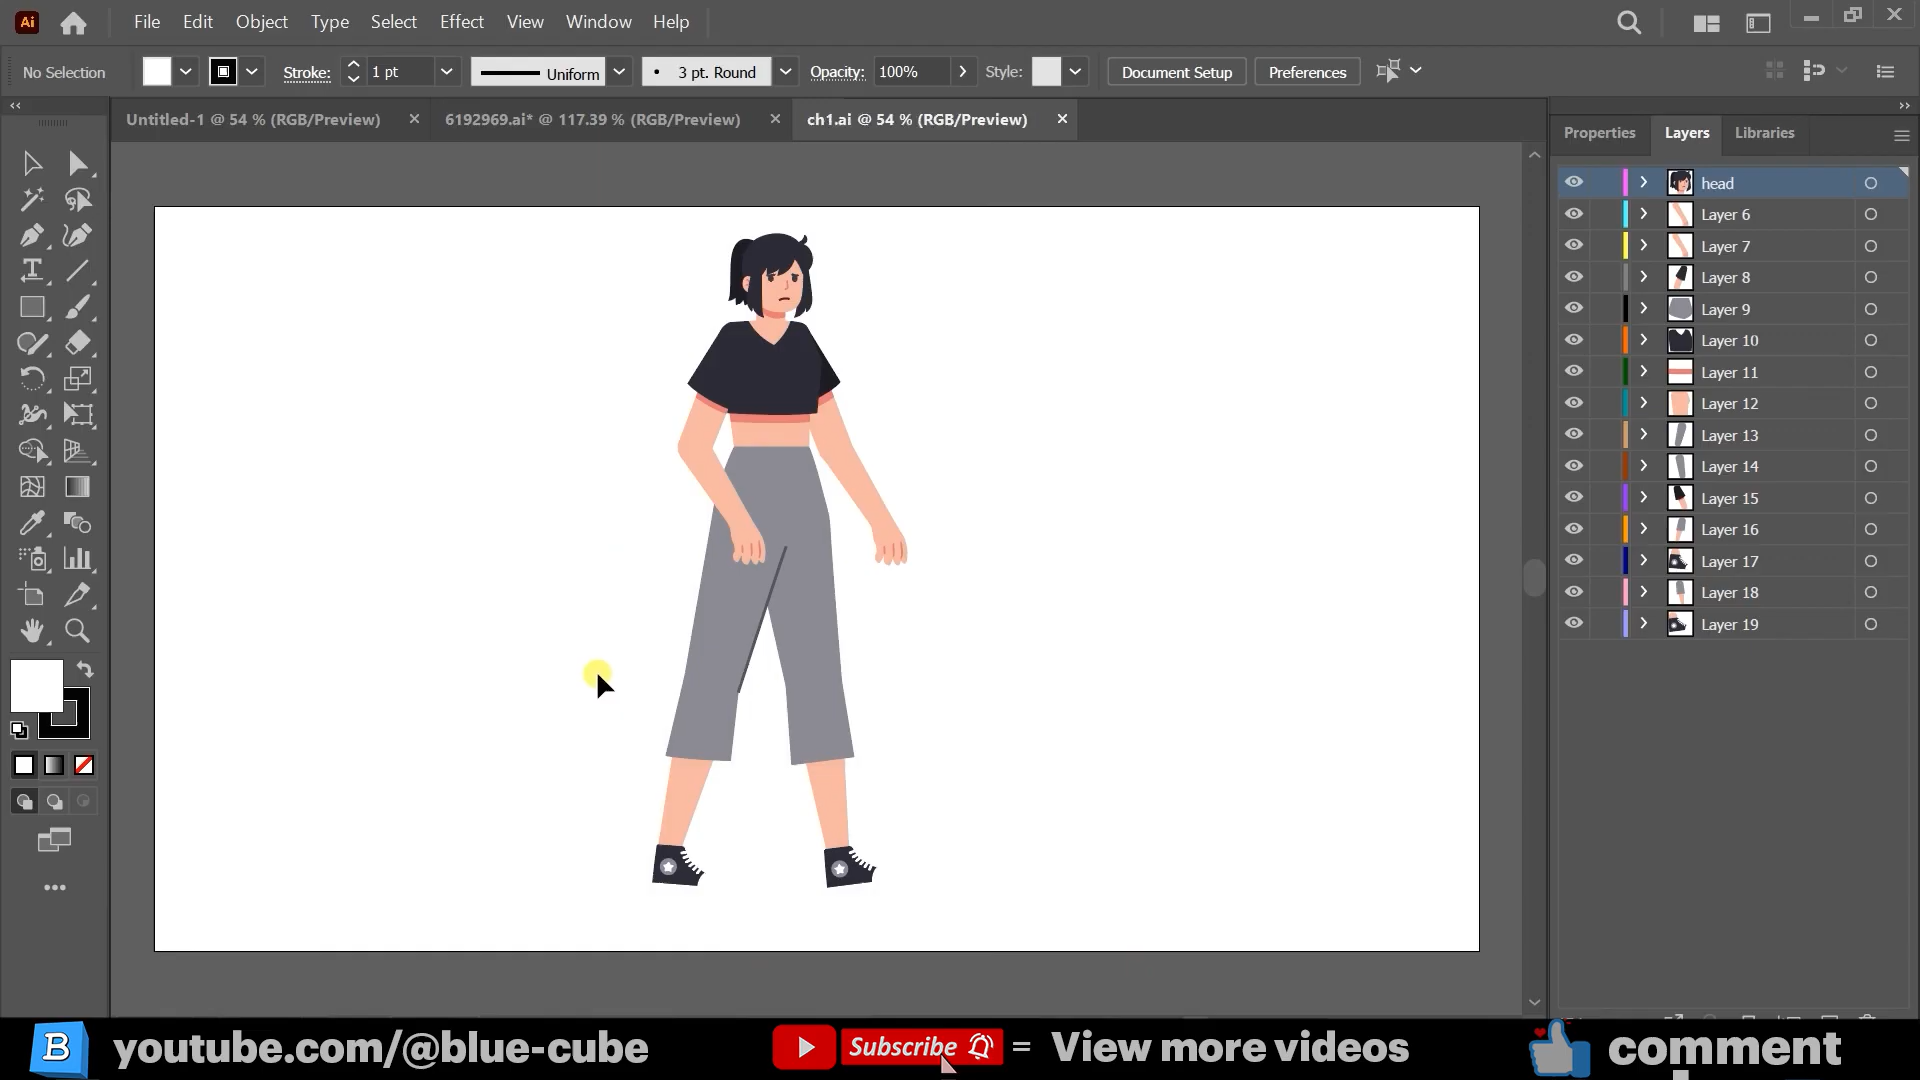 Ai
File Edit Object Type Select Effect View Window Help
No Selection
Stroke:
1 pt
Uniform
3 pt. Round
Opacity:
100%
Style:
Document Setup
Preferences
Untitled-1 @ 54 % (RGB/Preview)
6192969.ai* @ 117.39 % (RGB/Preview)
ch1.ai @ 54 % (RGB/Preview)
Properties
Layers
Libraries
head
Layer 6
Layer 7
Layer 8
Layer 9
Layer 10
Layer 11
Layer 12
Layer 13
Layer 14
Layer 15
Layer 16
Layer 17
Layer 18
Layer 19
B
youtube.com/@blue-cube
Subscribe
= View more videos
comment